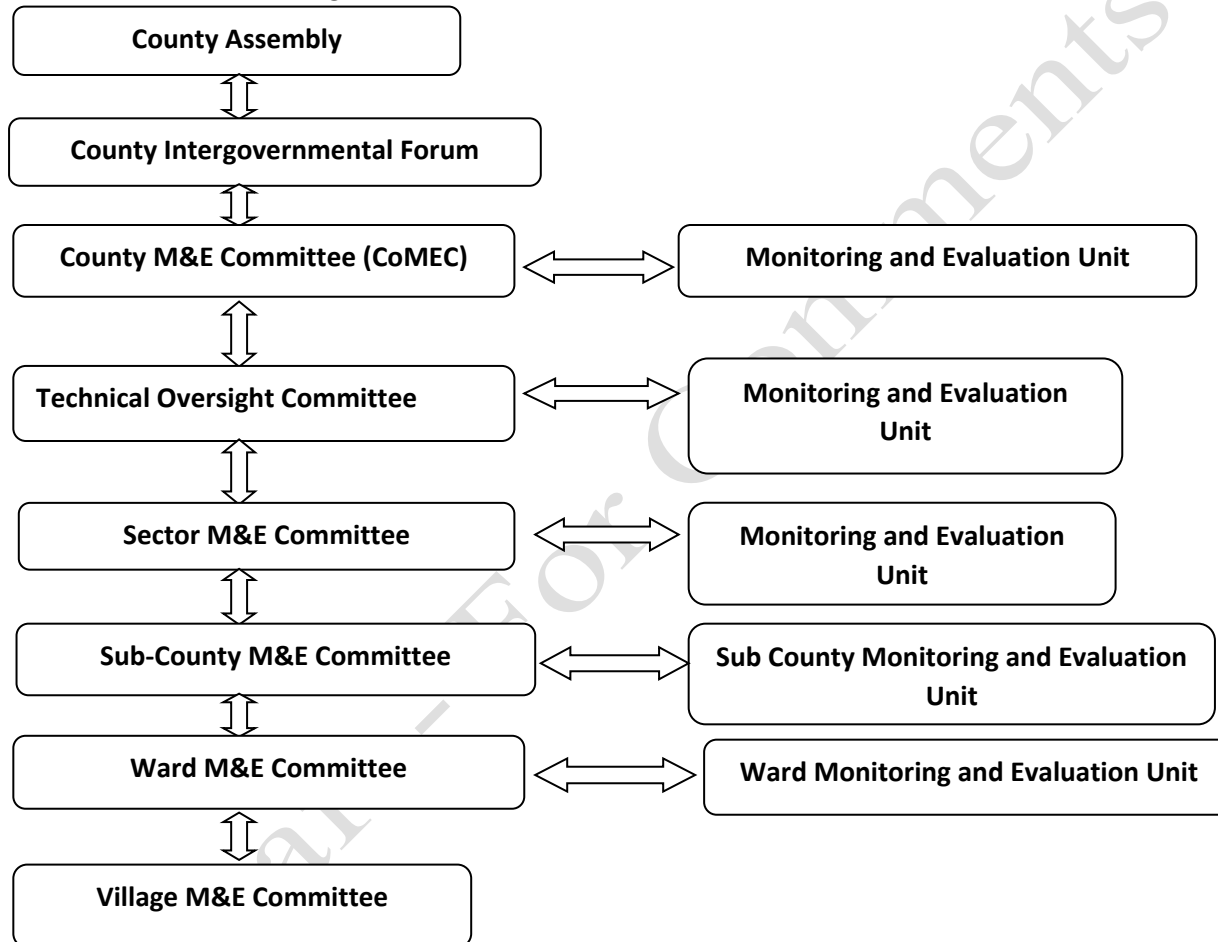 County Assembly
County Intergovernmental Forum
County M&E Committee (CoMEC)
Monitoring and Evaluation Unit
Technical Oversight Committee
Monitoring and Evaluation
Unit
Sector M&E Committee
Monitoring and Evaluation
Unit
Sub-County M&E Committee
Sub County Monitoring and Evaluation
Unit
Ward M&E Committee
Ward Monitoring and Evaluation Unit
Village M&E Committee
- For Comments